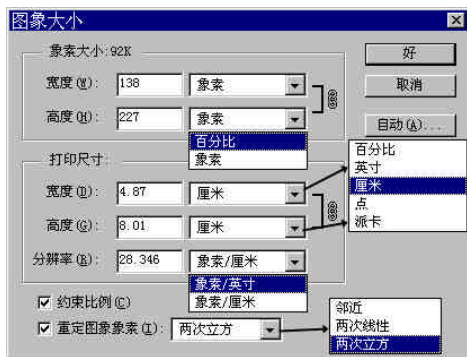 图象大小
象素大小:92K
好
宽度(W): 138 象素
取消
高度(H): 227 象素
自动(A)...
百分比
象素
百分比
英寸
厘米
点
派卡
打印尺寸:
宽度(D): 4.87 厘米
高度(G): 8.01 厘米
分辨率(R): 28.346 象素/厘米
象素/英寸
象素/厘米
约束比例(C)
重定图象象素(I): 两次立方
邻近
两次线性
两次立方